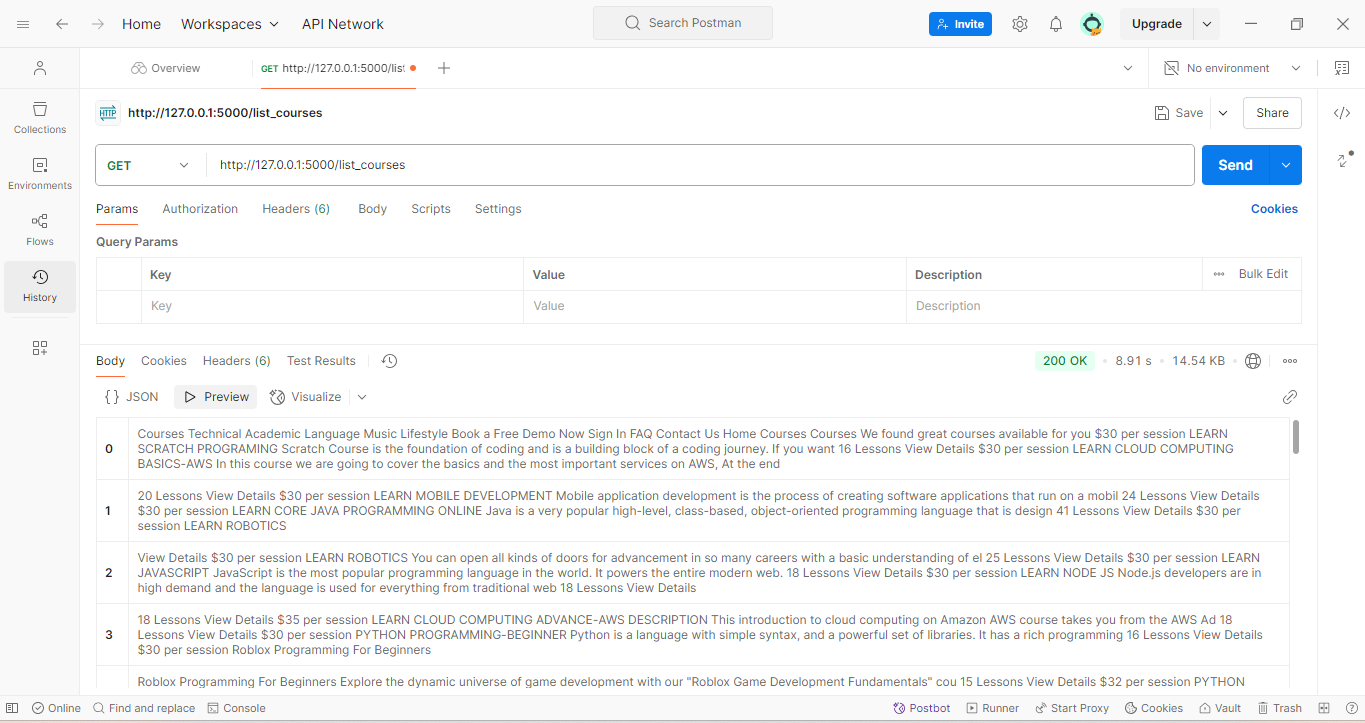 Home Workspaces API Network Search Postman Invite Upgrade
Overview GET http://127.0.0.1:5000/list No environment
HTTP http://127.0.0.1:5000/list_courses Save Share
Collections
GET http://127.0.0.1:5000/list_courses Send
Environments
Params Authorization Headers (6) Body Scripts Settings Cookies
Flows
Query Params
Key Value Description Bulk Edit
History
Key Value Description
Body Cookies Headers (6) Test Results 200 OK 8.91 s 14.54 KB
{} JSON Preview Visualize
0
Courses Technical Academic Language Music Lifestyle Book a Free Demo Now Sign In FAQ Contact Us Home Courses Courses We found great courses available for you $30 per session LEARN
SCRATCH PROGRAMING Scratch Course is the foundation of coding and is a building block of a coding journey. If you want 16 Lessons View Details $30 per session LEARN CLOUD COMPUTING
BASICS-AWS In this course we are going to cover the basics and the most important services on AWS, At the end
1
20 Lessons View Details $30 per session LEARN MOBILE DEVELOPMENT Mobile application development is the process of creating software applications that run on a mobil 24 Lessons View Details
$30 per session LEARN CORE JAVA PROGRAMMING ONLINE Java is a very popular high-level, class-based, object-oriented programming language that is design 41 Lessons View Details $30 per
session LEARN ROBOTICS
2
View Details $30 per session LEARN ROBOTICS You can open all kinds of doors for advancement in so many careers with a basic understanding of el 25 Lessons View Details $30 per session LEARN
JAVASCRIPT JavaScript is the most popular programming language in the world. It powers the entire modern web. 18 Lessons View Details $30 per session LEARN NODE JS Node.js developers are in
high demand and the language is used for everything from traditional web 18 Lessons View Details
3
18 Lessons View Details $35 per session LEARN CLOUD COMPUTING ADVANCE-AWS DESCRIPTION This introduction to cloud computing on Amazon AWS course takes you from the AWS Ad 18
Lessons View Details $30 per session PYTHON PROGRAMMING-BEGINNER Python is a language with simple syntax, and a powerful set of libraries. It has a rich programming 16 Lessons View Details
$30 per session Roblox Programming For Beginners
Roblox Programming For Beginners Explore the dynamic universe of game development with our "Roblox Game Development Fundamentals" cou 15 Lessons View Details $32 per session PYTHON
Online Find and replace Console Postbot Runner Start Proxy Cookies Vault Trash